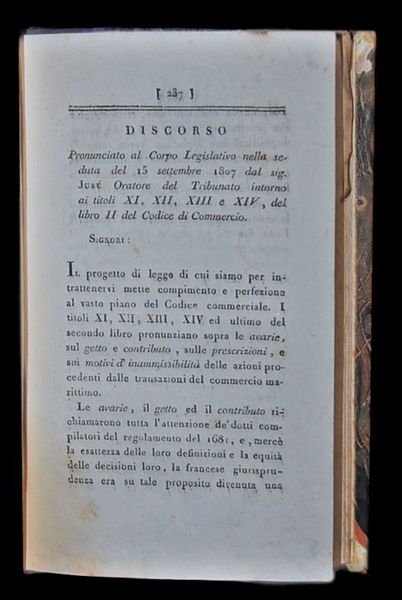 [ 237 ]
DISCORSO
Pronunciato al Corpo Legislativo nella se-
duta del 15 settembre 1807 dal sig.
JUBÉ Oratore del Tribunato intorno
ai titoli XI, XII, XIII e XIV, del
libro II del Codice di Commercio.
SIGNORI:
IL progetto di legge di cui siamo per in-
trattenervi mette compimento e perfezione
al vasto piano del Codice commerciale. I
titoli XI, XII, XIII, XIV ed ultimo del
secondo libro pronunziano sopra le avarie,
sul getto e contributo, sulle prescrizioni, e
sui motivi d'inammissibilità delle azioni pro-
cedenti dalle transazioni del commercio ma-
rittimo.
Le avarie, il getto ed il contributo ri-
chiamarono tutta l'attenzione de'dotti com-
pilatori del regolamento del 1681, e, mercè
la esattezza delle loro definizioni e la equità
delle decisioni loro, la francese giurispru-
denza era su tale proposito divenuta una